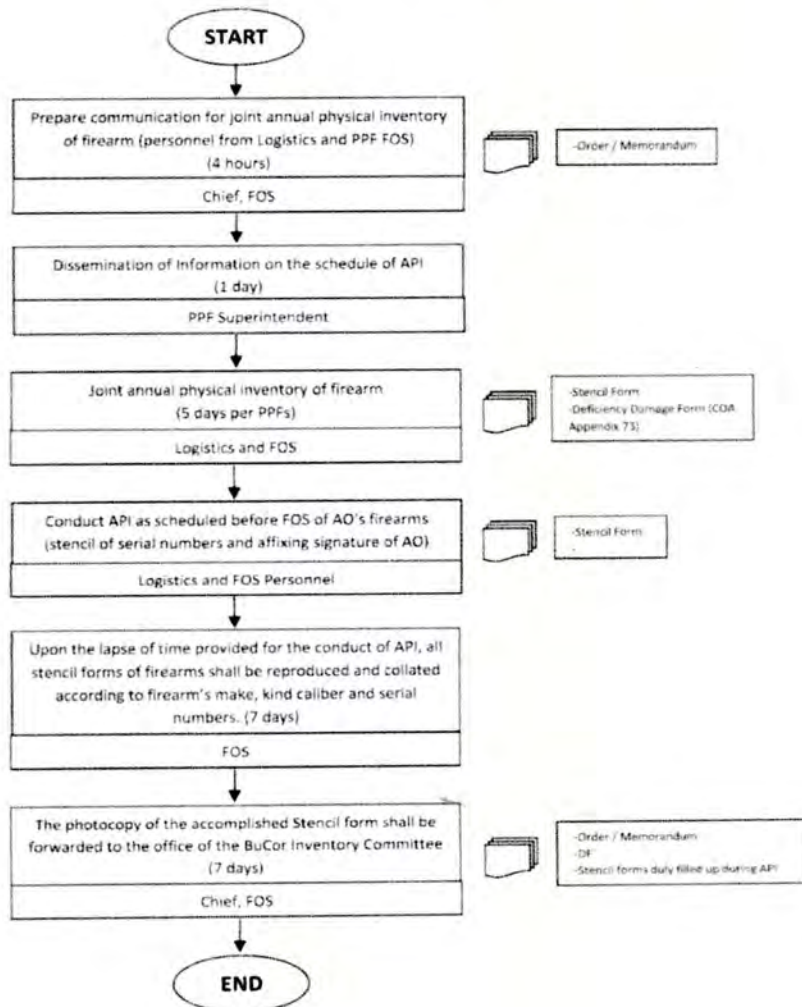 START
Prepare communication for joint annual physical inventory
of firearm (personnel from Logistics and PPF FOS)
(4 hours)
Chief, FOS
-Order / Memorandum
Dissemination of Information on the schedule of API
(1 day)
PPF Superintendent
Joint annual physical inventory of firearm
(5 days per PPFs)
Logistics and FOS
-Stencil Form
-Deficiency Damage Form (COA
Appendix 73)
Conduct API as scheduled before FOS of AO's firearms
(stencil of serial numbers and affixing signature of AO)
Logistics and FOS Personnel
-Stencil Form
Upon the lapse of time provided for the conduct of API, all
stencil forms of firearms shall be reproduced and collated
according to firearm's make, kind caliber and serial
numbers. (7 days)
FOS
The photocopy of the accomplished Stencil form shall be
forwarded to the office of the BuCor Inventory Committee
(7 days)
Chief, FOS
-Order / Memorandum
-DF
-Stencil forms duly filled up during API
END